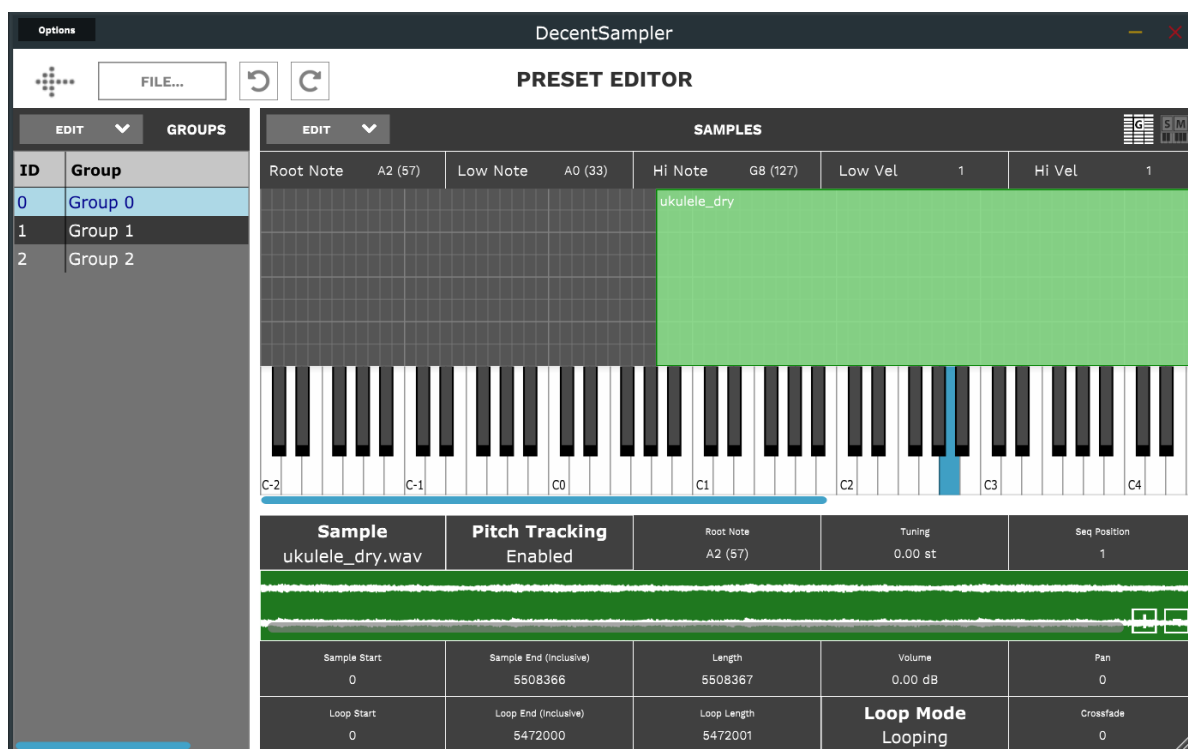 Options
DecentSampler
FILE...
PRESET EDITOR
EDIT
GROUPS
EDIT
SAMPLES
G
S M
ID Group
Root Note A2 (57) Low Note A0 (33) Hi Note G8 (127) Low Vel 1 Hi Vel 1
0 Group 0
ukulele_dry
1 Group 1
2 Group 2
C-2 C-1 C0 C1 C2 C3 C4
Sample
ukulele_dry.wav
Pitch Tracking
Enabled
Root Note
A2 (57)
Tuning
0.00 st
Seq Position
1
Sample Start
0
Sample End (Inclusive)
5508366
Length
5508367
Volume
0.00 dB
Pan
0
Loop Start
0
Loop End (Inclusive)
5472000
Loop Length
5472001
Loop Mode
Looping
Crossfade
0